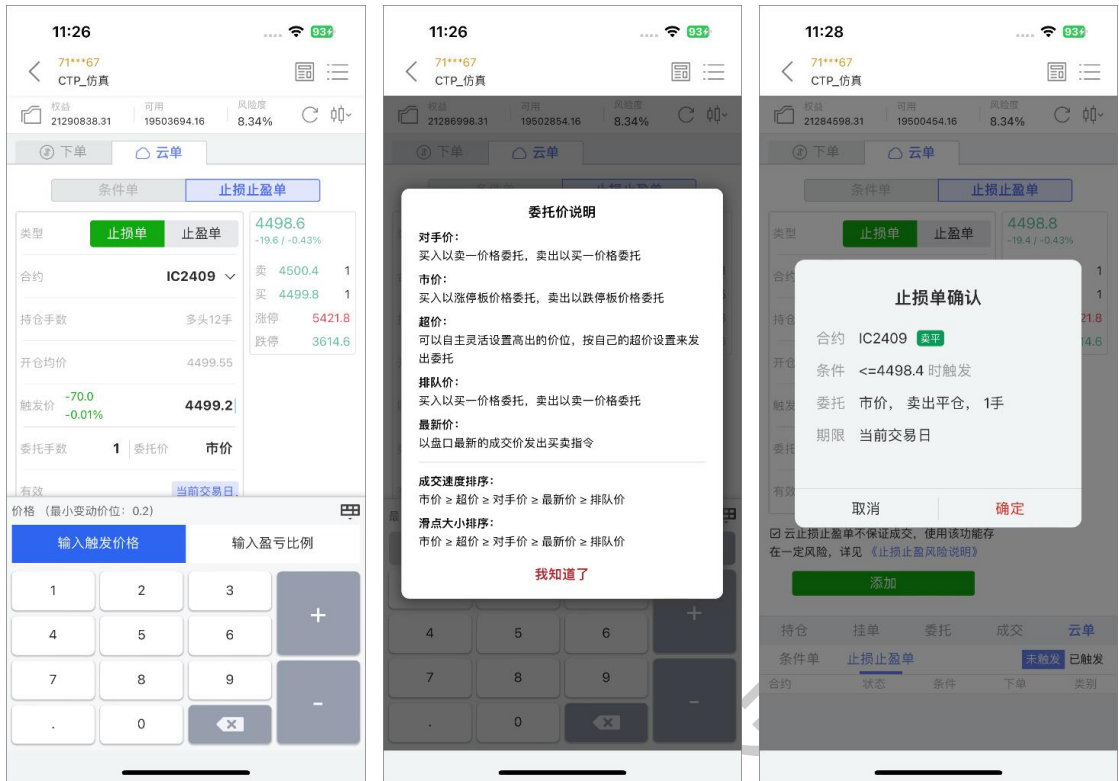 11:26
93
71***67
CTP_仿真
权益 可用 风险度
21290838.31 19503694.16 8.34%
下单 云单
条件单 止损止盈单
类型 止损单 止盈单
4498.6
-19.6 / -0.43%
合约 IC2409
卖 4500.4 1
买 4499.8 1
持仓手数 多头12手
涨停 5421.8
跌停 3614.6
开仓均价 4499.55
触发价 -70.0 4499.2
-0.01%
委托手数 1 委托价 市价
有效 当前交易日
价格 (最小变动价位: 0.2)
输入触发价格 输入盈亏比例
1 2 3
+
4 5 6
7 8 9
-
. 0
11:26
93
71***67
CTP_仿真
权益 可用 风险度
21286998.31 19502854.16 8.34%
下单 云单
委托价说明
对手价:
买入以卖一价格委托,卖出以买一价格委托
市价:
买入以涨停板价格委托,卖出以跌停板价格委托
超价:
可以自主灵活设置高出的价位,按自己的超价设置来发
出委托
排队价:
买入以买一价格委托,卖出以卖一价格委托
最新价:
以盘口最新的成交价发出买卖指令
成交速度排序:
市价 ≥ 超价 ≥ 对手价 ≥ 最新价 ≥ 排队价
滑点大小排序:
市价 ≥ 超价 ≥ 对手价 ≥ 最新价 ≥ 排队价
我知道了
+
4 5 6
7 8 9
-
. 0
11:28
93
71***67
CTP_仿真
权益 可用 风险度
21284598.31 19500454.16 8.34%
下单 云单
条件单 止损止盈单
类型 止损单 止盈单
4498.8
-19.4 / -0.43%
止损单确认
合约 IC2409 卖平
条件 <=4498.4 时触发
委托 市价, 卖出平仓, 1手
期限 当前交易日
取消 确定
云止损止盈单不保证成交,使用该功能存
在一定风险,详见《止损止盈风险说明》
添加
持仓 挂单 委托 成交 云单
条件单 止损止盈单 未触发 已触发
合约 状态 条件 下单 类别